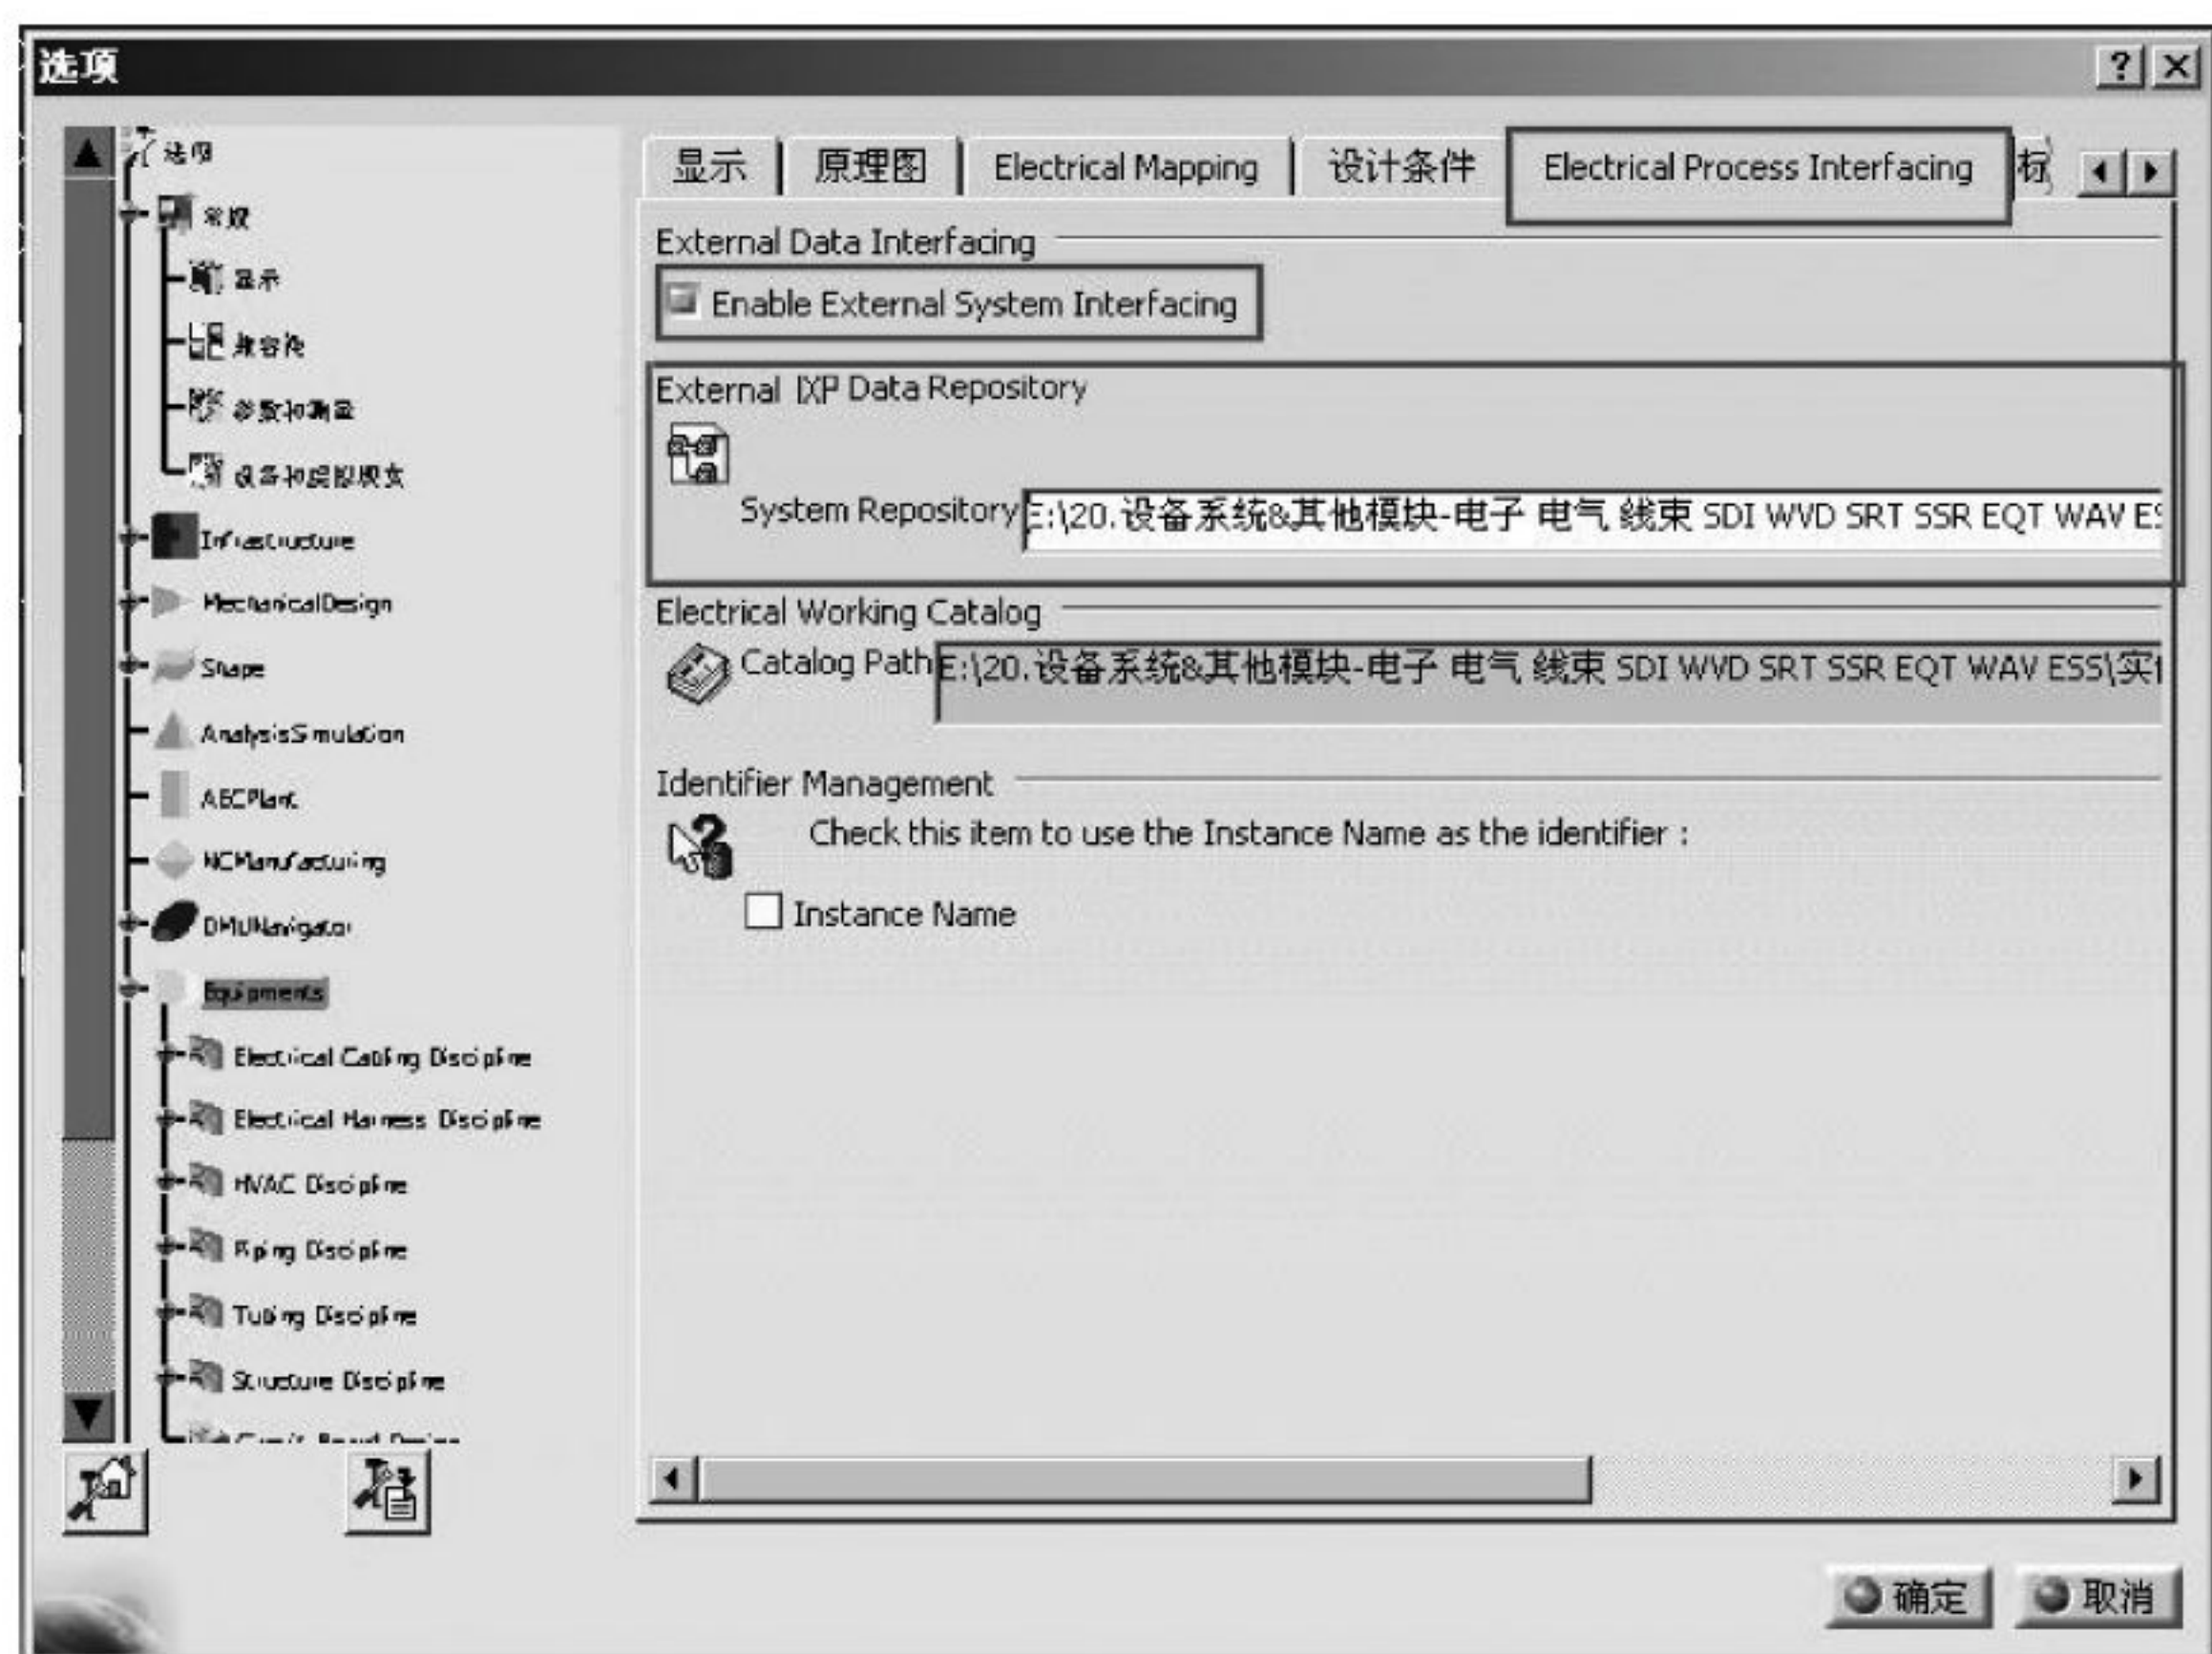 选项
选项
常规
显示
兼容性
参数和测量
设备和虚拟现实
Infrastructure
MechanicalDesign
Shape
AnalysisSimulation
AECPlant
NCManufacturing
DMUNavigator
Equipments
Electrical Cabling Discipline
Electrical Harness Discipline
HVAC Discipline
Piping Discipline
Tubing Discipline
Structure Discipline
显示 原理图 Electrical Mapping 设计条件 Electrical Process Interfacing 标
External Data Interfacing
Enable External System Interfacing
External IXP Data Repository
System Repository E:\20.设备系统&其他模块-电子 电气 线束 SDI WVD SRT SSR EQT WAV ES
Electrical Working Catalog
Catalog Path E:\20.设备系统&其他模块-电子 电气 线束 SDI WVD SRT SSR EQT WAV ESS\实
Identifier Management
Check this item to use the Instance Name as the identifier :
Instance Name
确定 取消